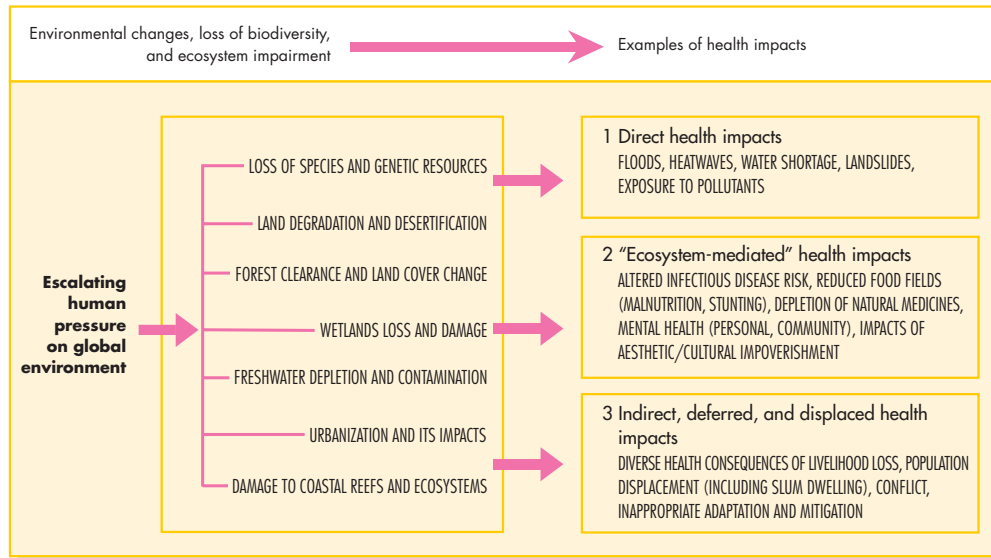 Environmental changes, loss of biodiversity,
and ecosystem impairment
Examples of health impacts
Escalating
human
pressure
on global
environment
LOSS OF SPECIES AND GENETIC RESOURCES
LAND DEGRADATION AND DESERTIFICATION
FOREST CLEARANCE AND LAND COVER CHANGE
WETLANDS LOSS AND DAMAGE
FRESHWATER DEPLETION AND CONTAMINATION
URBANIZATION AND ITS IMPACTS
DAMAGE TO COASTAL REEFS AND ECOSYSTEMS
1 Direct health impacts
FLOODS, HEATWAVES, WATER SHORTAGE, LANDSLIDES,
EXPOSURE TO POLLUTANTS
2 “Ecosystem-mediated” health impacts
ALTERED INFECTIOUS DISEASE RISK, REDUCED FOOD FIELDS
(MALNUTRITION, STUNTING), DEPLETION OF NATURAL MEDICINES,
MENTAL HEALTH (PERSONAL, COMMUNITY), IMPACTS OF
AESTHETIC/CULTURAL IMPOVERISHMENT
3 Indirect, deferred, and displaced health
impacts
DIVERSE HEALTH CONSEQUENCES OF LIVELIHOOD LOSS, POPULATION
DISPLACEMENT (INCLUDING SLUM DWELLING), CONFLICT,
INAPPROPRIATE ADAPTATION AND MITIGATION